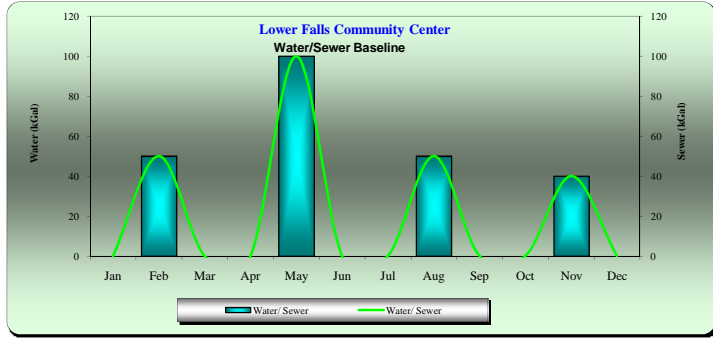 Lower Falls Community Center
Water/Sewer Baseline
120
100
80
60
40
20
0
Water (kGal)
120
100
80
60
40
20
0
Sewer (kGal)
Jan Feb Mar Apr May Jun Jul Aug Sep Oct Nov Dec
Water/ Sewer Water/ Sewer